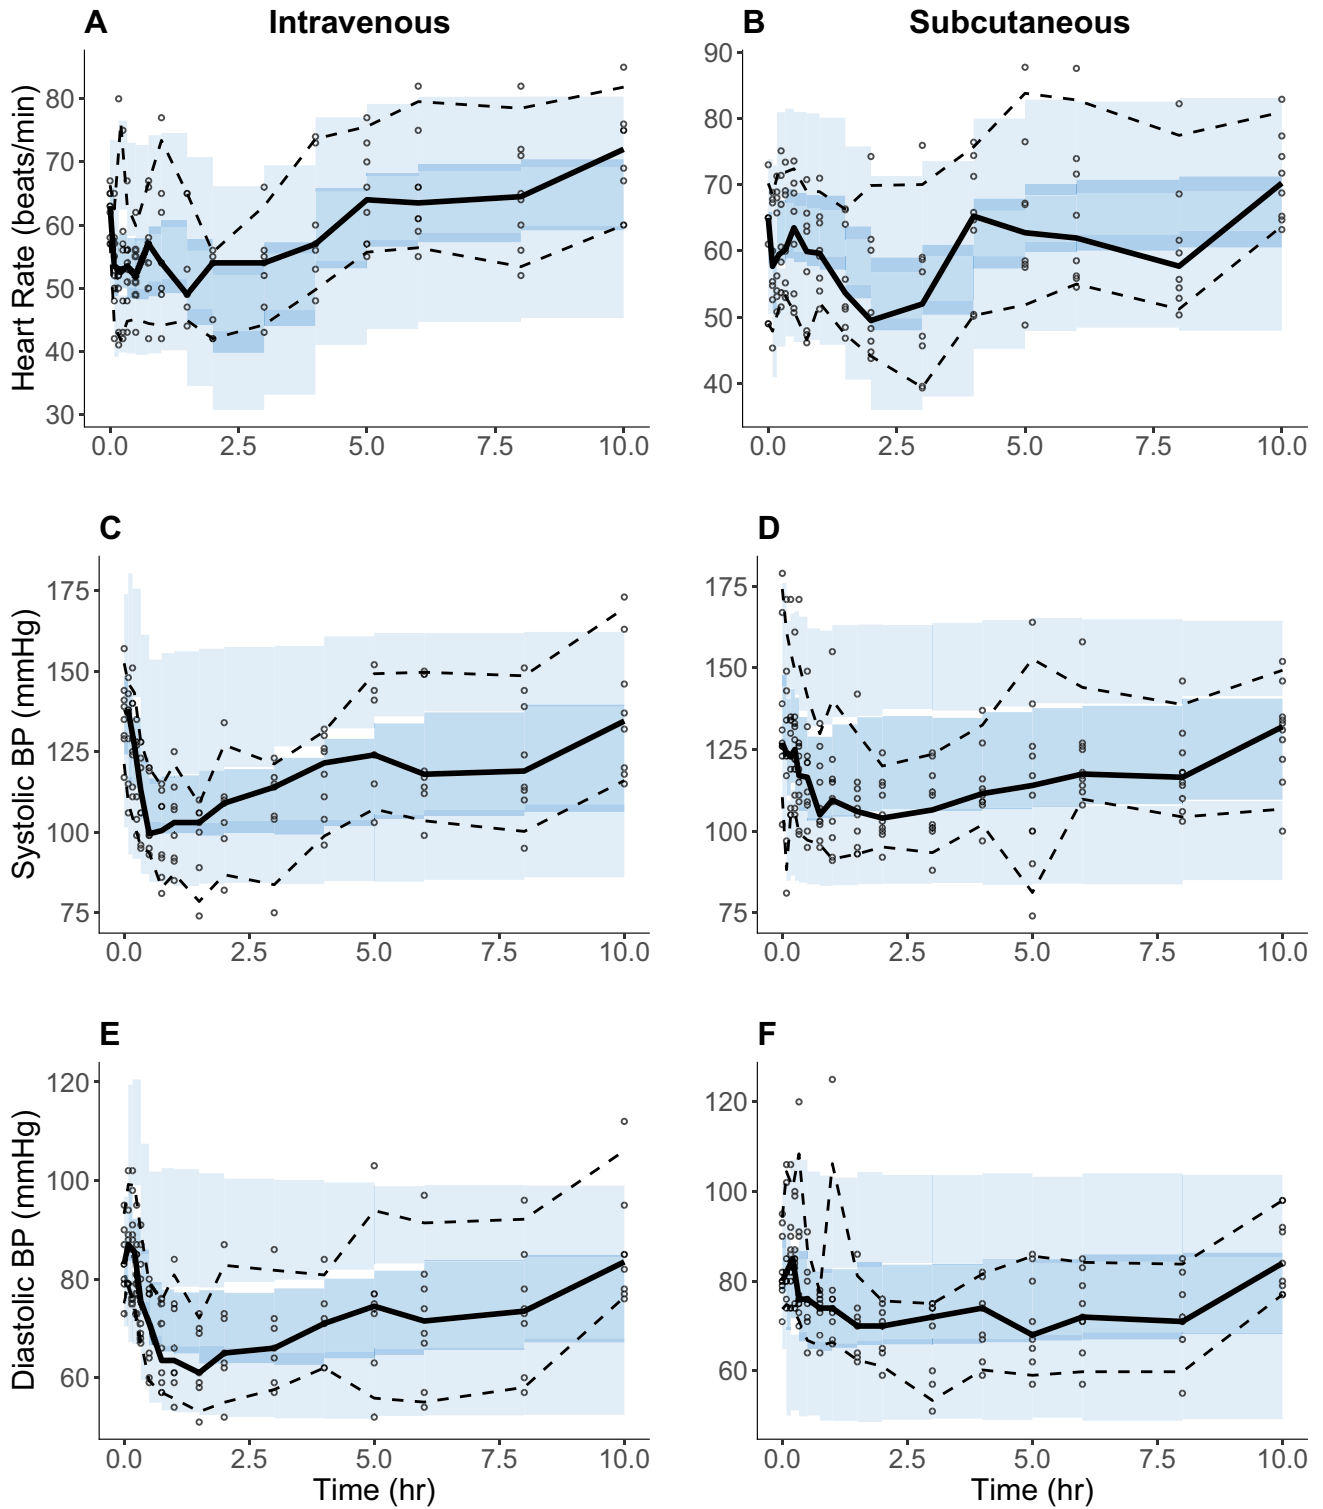 A Intravenous B Subcutaneous
Heart Rate (beats/min)
80
70
60
50
40
30
0.0 2.5 5.0 7.5 10.0
90
80
70
60
50
40
0.0 2.5 5.0 7.5 10.0
C D
Systolic BP (mmHg)
175
150
125
100
75
0.0 2.5 5.0 7.5 10.0
175
150
125
100
75
0.0 2.5 5.0 7.5 10.0
E F
Diastolic BP (mmHg)
120
100
80
60
0.0 2.5 5.0 7.5 10.0
Time (hr)
120
100
80
60
0.0 2.5 5.0 7.5 10.0
Time (hr)